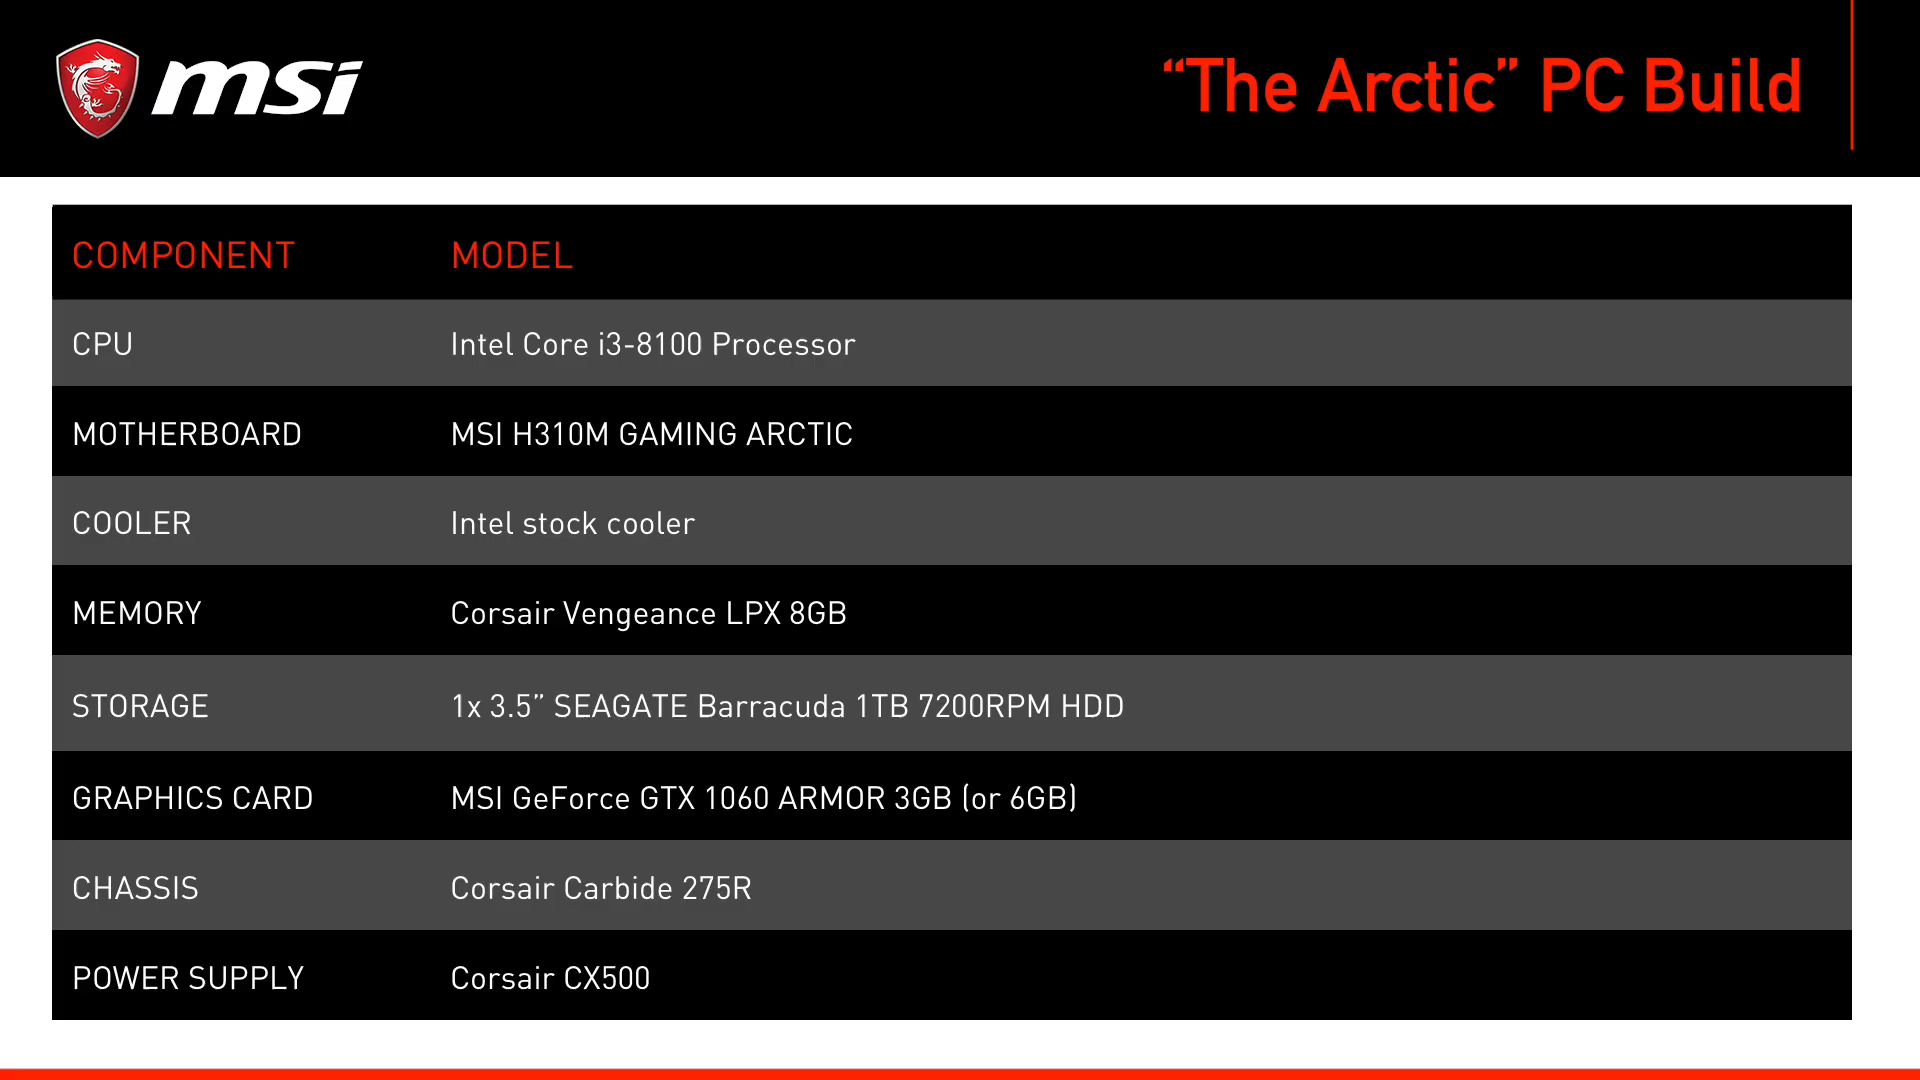 msi
“The Arctic” PC Build
COMPONENT MODEL
CPU Intel Core i3-8100 Processor
MOTHERBOARD MSI H310M GAMING ARCTIC
COOLER Intel stock cooler
MEMORY Corsair Vengeance LPX 8GB
STORAGE 1x 3.5” SEAGATE Barracuda 1TB 7200RPM HDD
GRAPHICS CARD MSI GeForce GTX 1060 ARMOR 3GB (or 6GB)
CHASSIS Corsair Carbide 275R
POWER SUPPLY Corsair CX500